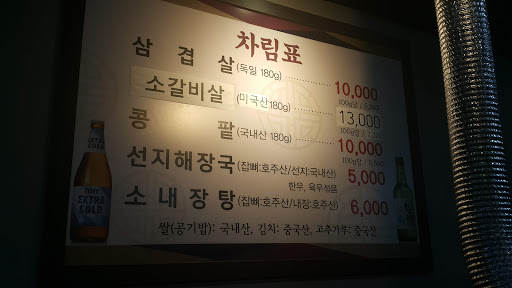 차림표
삼겹살 (독일 180g) 10,000
소갈비살 (미국산180g) 13,000
콩팥 (국내산 180g) 10,000
선지해장국 (잡뼈:호주산/선지:국내산) 5,000
한우, 육우섞음
소내장탕 (잡뼈:호주산/내장:호주산) 6,000
쌀(공기밥): 국내산, 김치: 중국산, 고추가루: 중국산
EXTRA
COLD